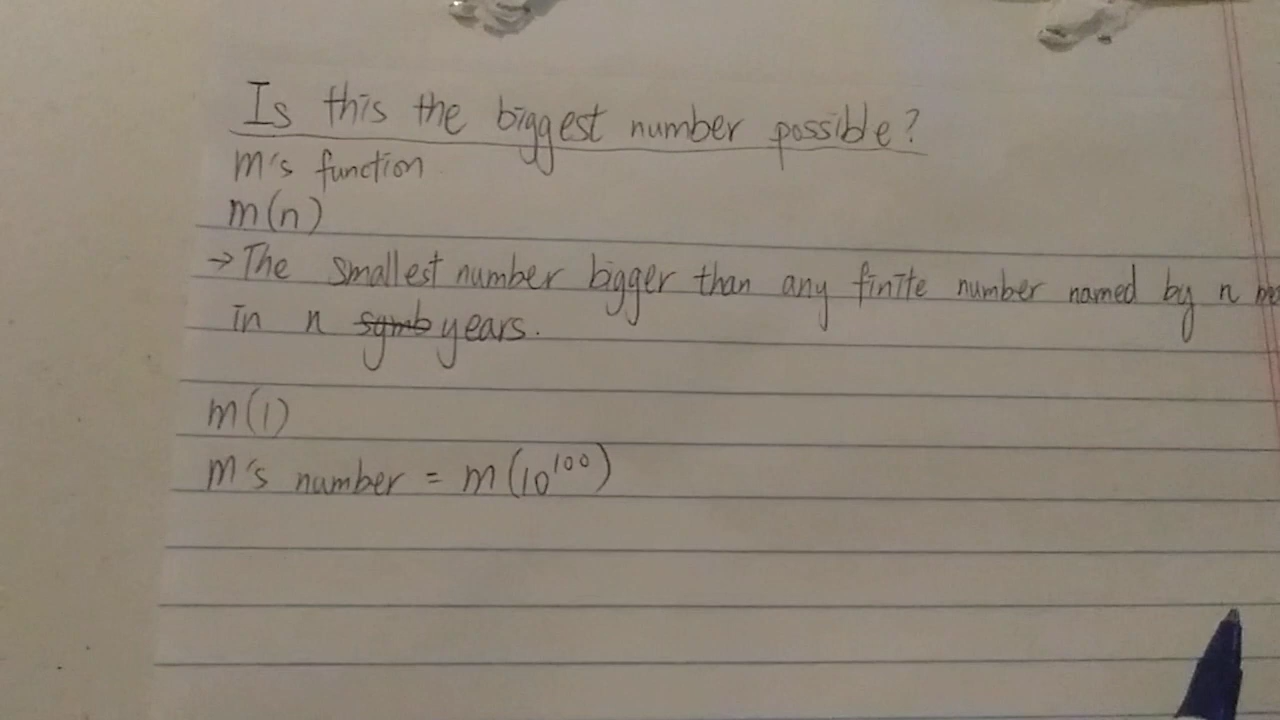 Is this the biggest number possible?
m's function
m(n)
→The smallest number bigger than any finite number named by n
in n symb years.
m(1)
m's number = m(10^100)